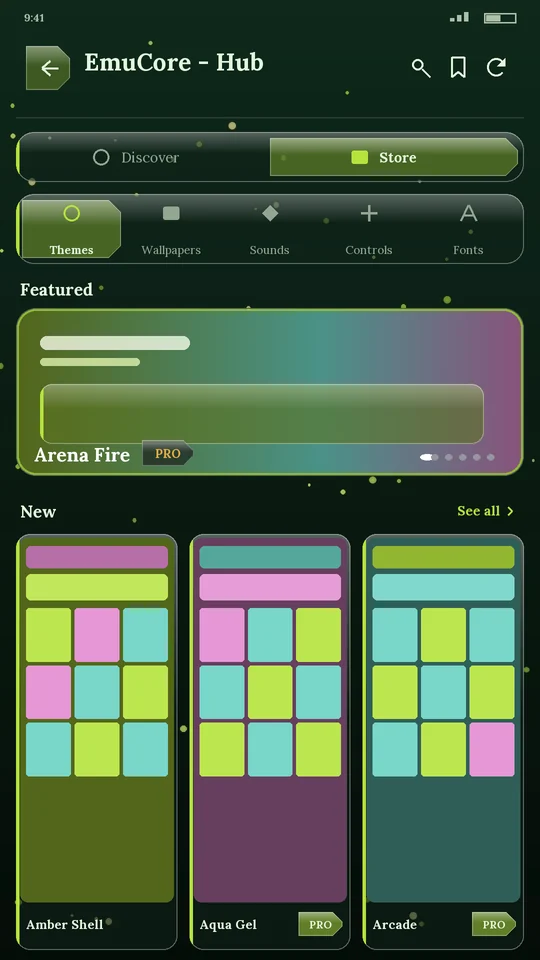 9:41
EmuCore - Hub
Discover
Store
Themes
Wallpapers
Sounds
Controls
Fonts
Featured
Arena Fire
PRO
New
See all
Amber Shell
Aqua Gel
PRO
Arcade
PRO